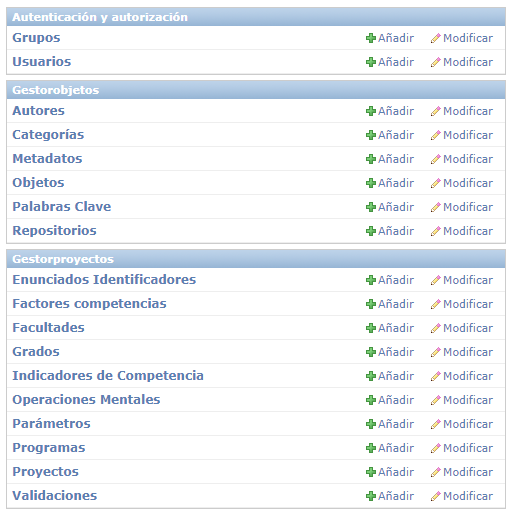 Autenticación y autorización
Grupos Añadir Modificar
Usuarios Añadir Modificar
Gestorobjetos
Autores Añadir Modificar
Categorías Añadir Modificar
Metadatos Añadir Modificar
Objetos Añadir Modificar
Palabras Clave Añadir Modificar
Repositorios Añadir Modificar
Gestorproyectos
Enunciados Identificadores Añadir Modificar
Factores competencias Añadir Modificar
Facultades Añadir Modificar
Grados Añadir Modificar
Indicadores de Competencia Añadir Modificar
Operaciones Mentales Añadir Modificar
Parámetros Añadir Modificar
Programas Añadir Modificar
Proyectos Añadir Modificar
Validaciones Añadir Modificar